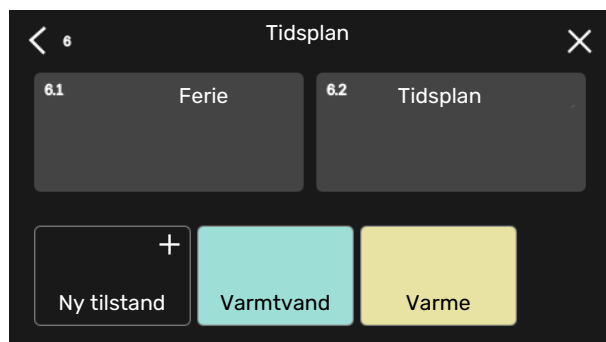 6 Tidsplan
6.1 Ferie
6.2 Tidsplan
Ny tilstand
Varmtvand
Varme